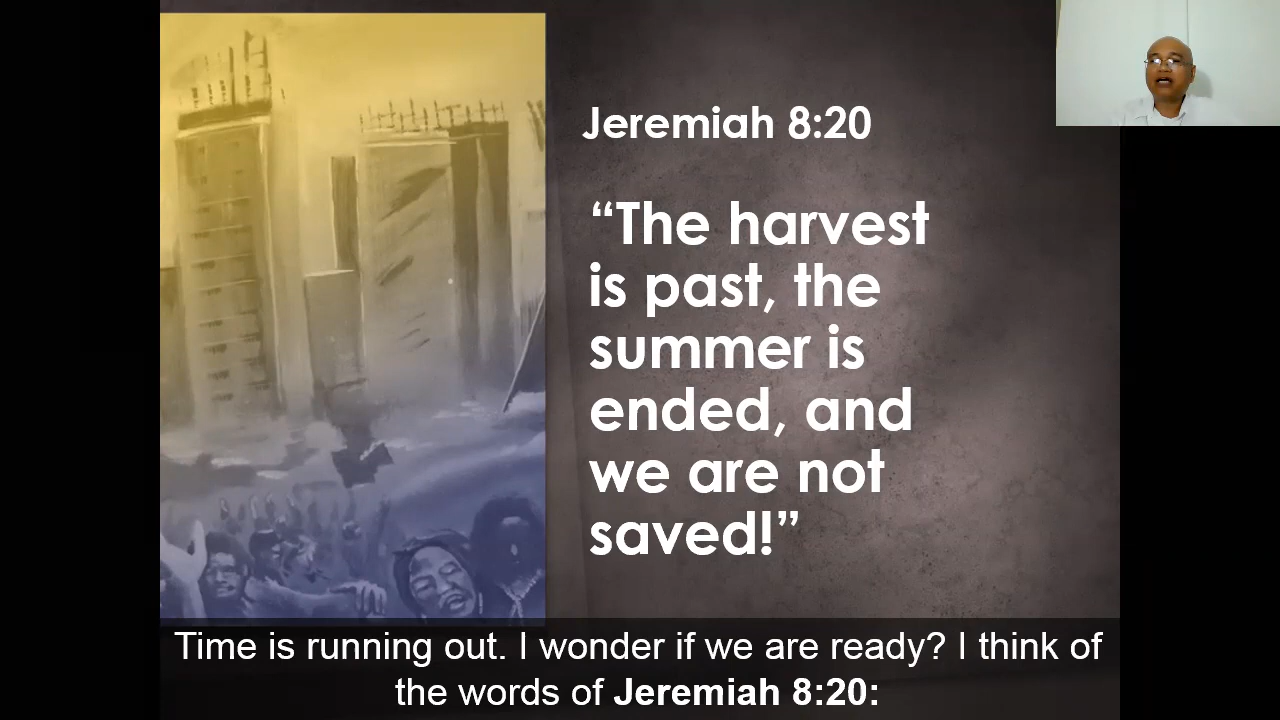 Jeremiah 8:20
“The harvest
is past, the
summer is
ended, and
we are not
saved!”
Time is running out. I wonder if we are ready? I think of
the words of Jeremiah 8:20: